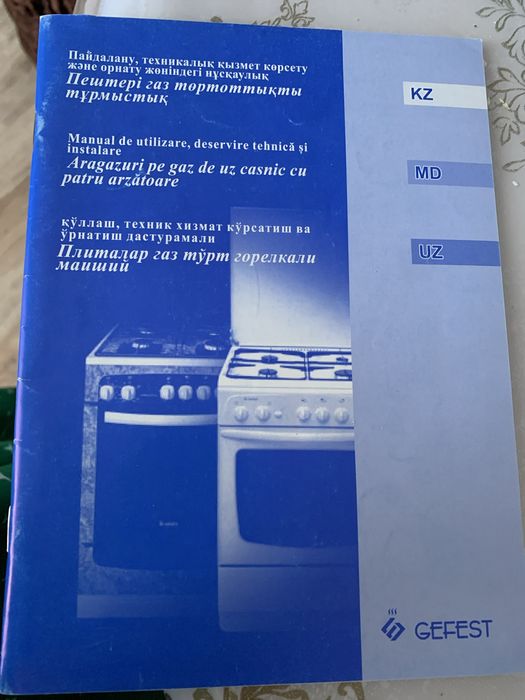 Пайдалану, техникалық қызмет көрсету
және орнату жөніндегі нұсқаулық
Пештері газ төртоттықты
тұрмыстық
KZ
Manual de utilizare, deservire tehnică şi
instalare
Aragazuri pe gaz de uz casnic cu
patru arzătoare
MD
қўллаш, техник хизмат кўрсатиш ва
ўрнатиш дастурамали
Плиталар газ тўрт горелкали
маиший
UZ
GEFEST